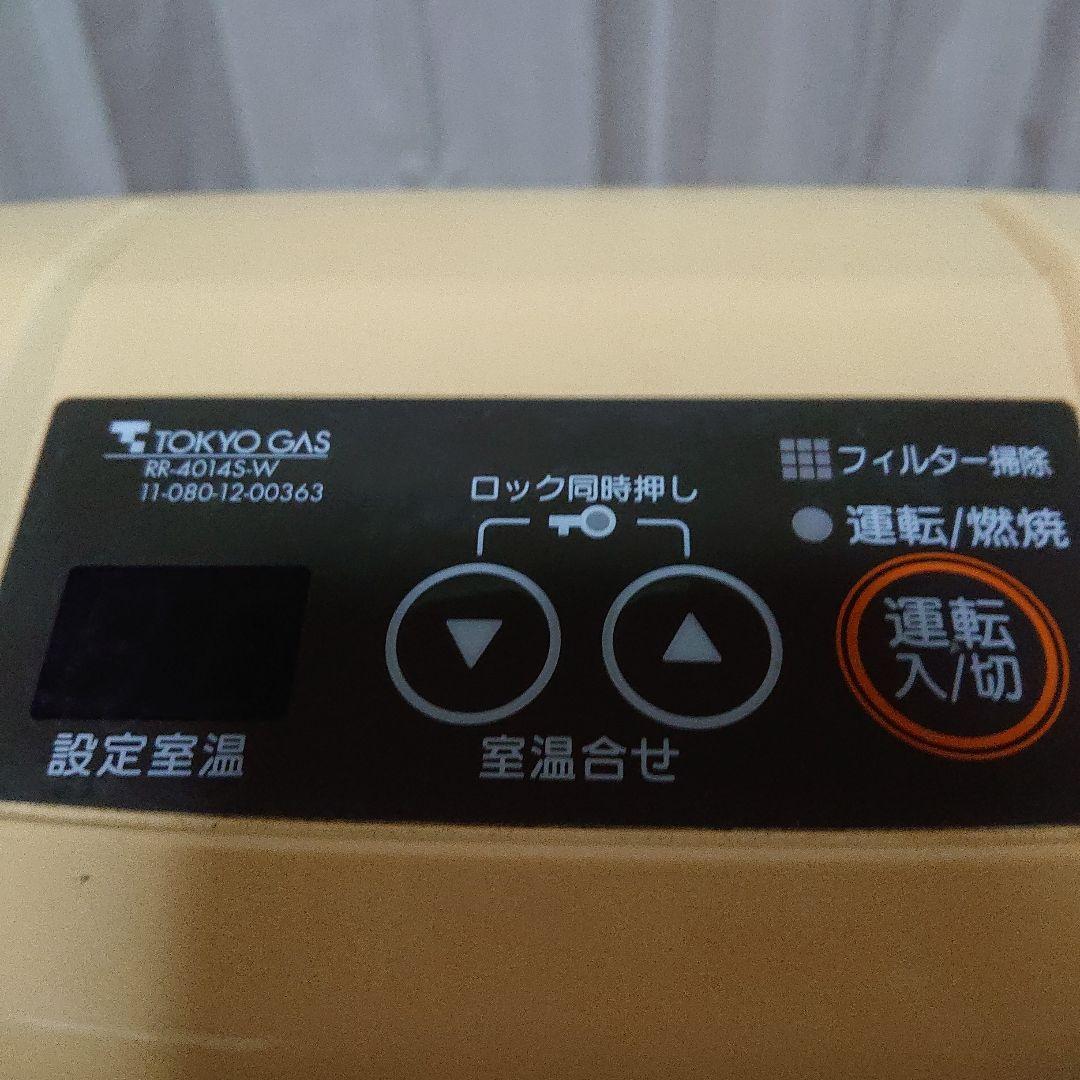 TOKYO GAS
RR-4014S-W
11-080-12-00363
ロック同時押し
フィルター掃除
運転/燃焼
運転
入/切
設定室温
室温合せ